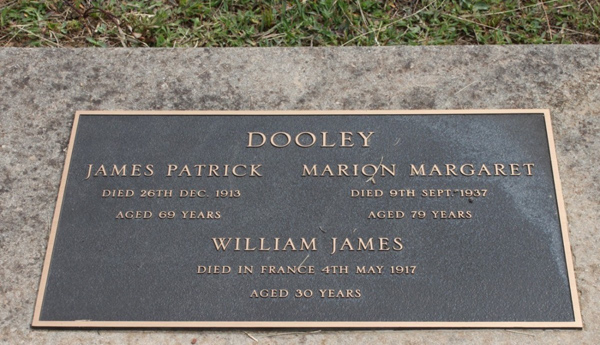 DOOLEY
JAMES PATRICK MARION MARGARET
DIED 26TH DEC. 1913 DIED 9TH SEPT. 1937
AGED 69 YEARS AGED 79 YEARS
WILLIAM JAMES
DIED IN FRANCE 4TH MAY 1917
AGED 30 YEARS